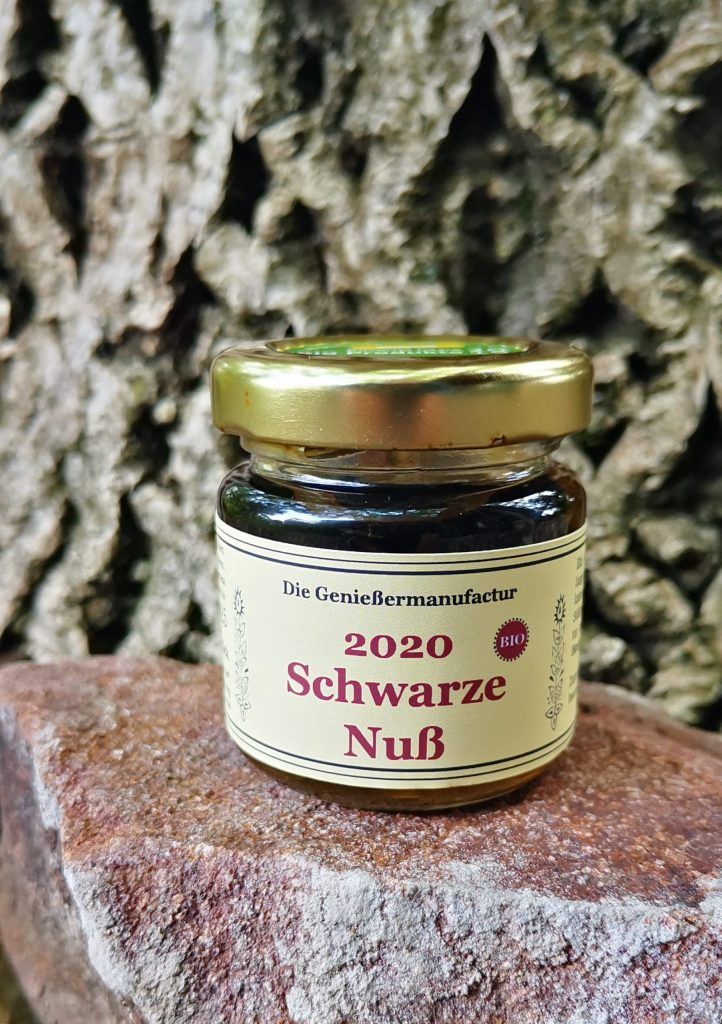 Die Genießermanufactur
2020
BIO
Schwarze
Nuß